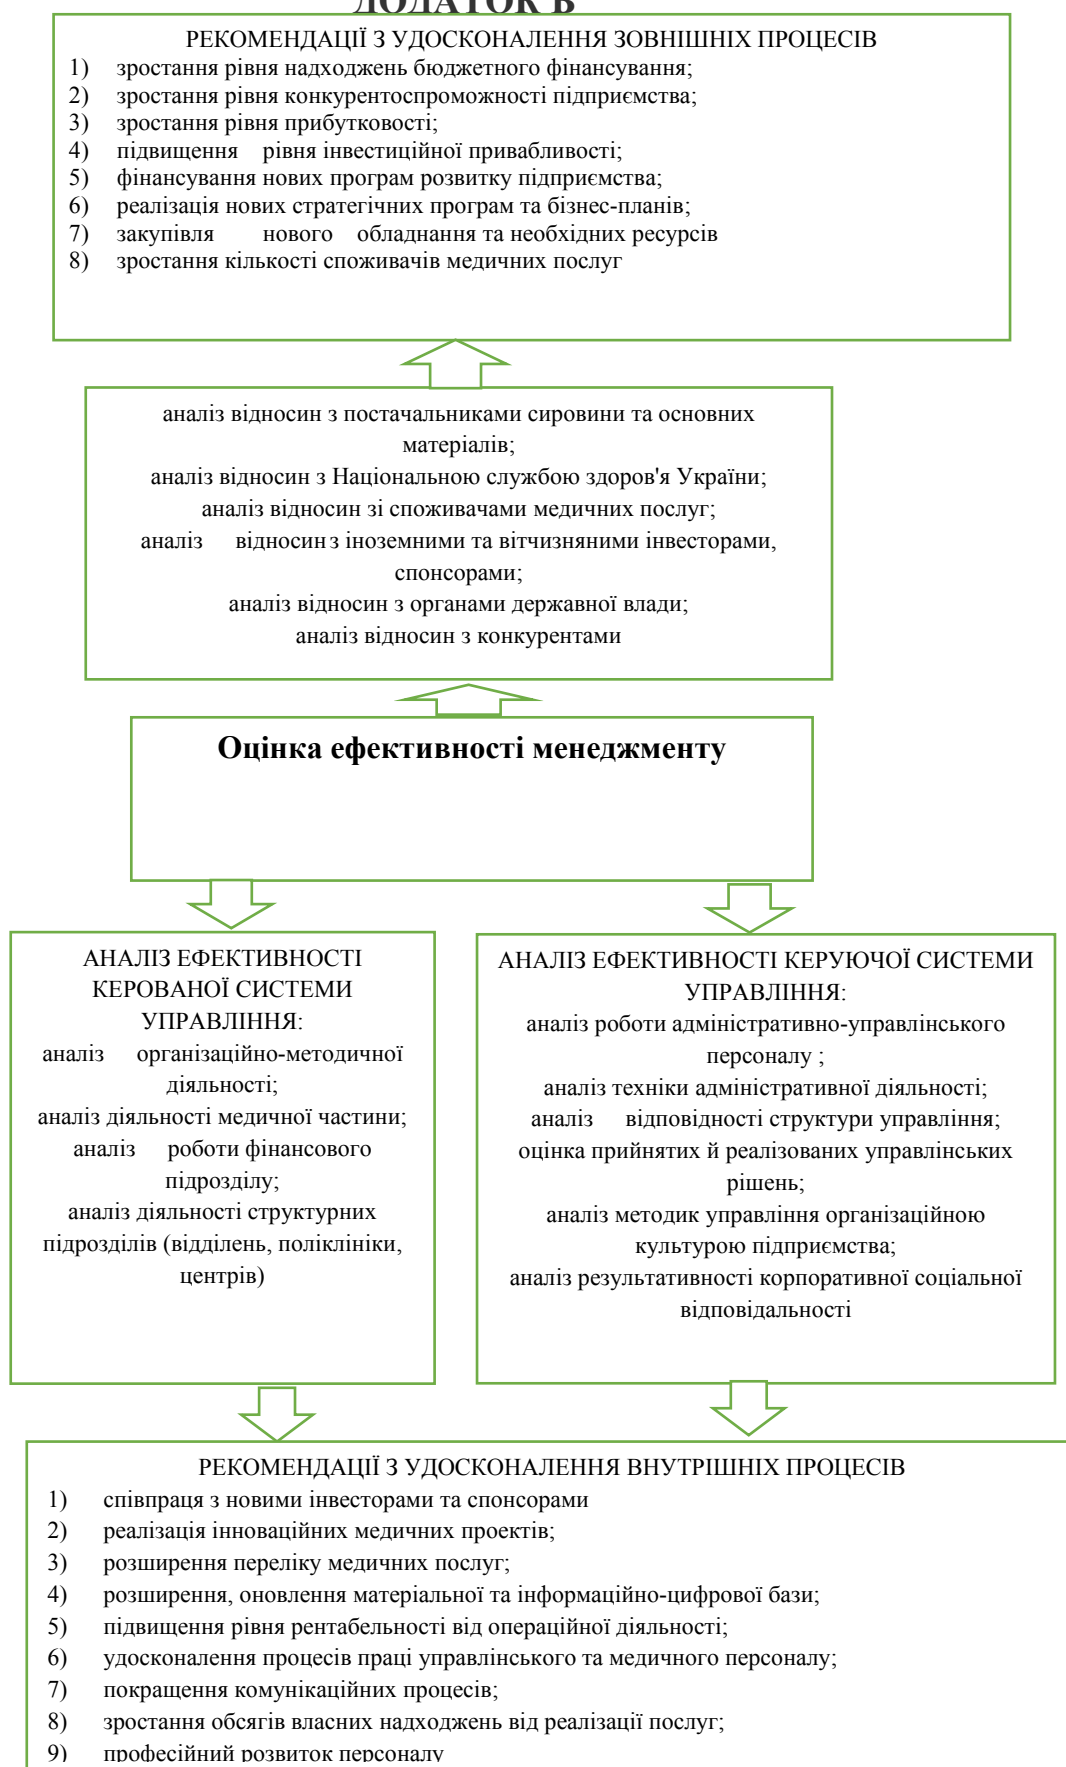 ДОДАТОК В
РЕКОМЕНДАЦІЇ З УДОСКОНАЛЕННЯ ЗОВНІШНІХ ПРОЦЕСІВ
1) зростання рівня надходжень бюджетного фінансування;
2) зростання рівня конкурентоспроможності підприємства;
3) зростання рівня прибутковості;
4) підвищення рівня інвестиційної привабливості;
5) фінансування нових програм розвитку підприємства;
6) реалізація нових стратегічних програм та бізнес-планів;
7) закупівля нового обладнання та необхідних ресурсів
8) зростання кількості споживачів медичних послуг
аналіз відносин з постачальниками сировини та основних
матеріалів;
аналіз відносин з Національною службою здоров'я України;
аналіз відносин зі споживачами медичних послуг;
аналіз відносин з іноземними та вітчизняними інвесторами,
спонсорами;
аналіз відносин з органами державної влади;
аналіз відносин з конкурентами
Оцінка ефективності менеджменту
АНАЛІЗ ЕФЕКТИВНОСТІ
КЕРОВАНОЇ СИСТЕМИ
УПРАВЛІННЯ:
аналіз організаційно-методичної
діяльності;
аналіз діяльності медичної частини;
аналіз роботи фінансового
підрозділу;
аналіз діяльності структурних
підрозділів (відділень, поліклініки,
центрів)
АНАЛІЗ ЕФЕКТИВНОСТІ КЕРУЮЧОЇ СИСТЕМИ
УПРАВЛІННЯ:
аналіз роботи адміністративно-управлінського
персоналу ;
аналіз техніки адміністративної діяльності;
аналіз відповідності структури управління;
оцінка прийнятих й реалізованих управлінських
рішень;
аналіз методик управління організаційною
культурою підприємства;
аналіз результативності корпоративної соціальної
відповідальності
РЕКОМЕНДАЦІЇ З УДОСКОНАЛЕННЯ ВНУТРІШНІХ ПРОЦЕСІВ
1) співпраця з новими інвесторами та спонсорами
2) реалізація інноваційних медичних проектів;
3) розширення переліку медичних послуг;
4) розширення, оновлення матеріальної та інформаційно-цифрової бази;
5) підвищення рівня рентабельності від операційної діяльності;
6) удосконалення процесів праці управлінського та медичного персоналу;
7) покращення комунікаційних процесів;
8) зростання обсягів власних надходжень від реалізації послуг;
9) професійний розвиток персоналу